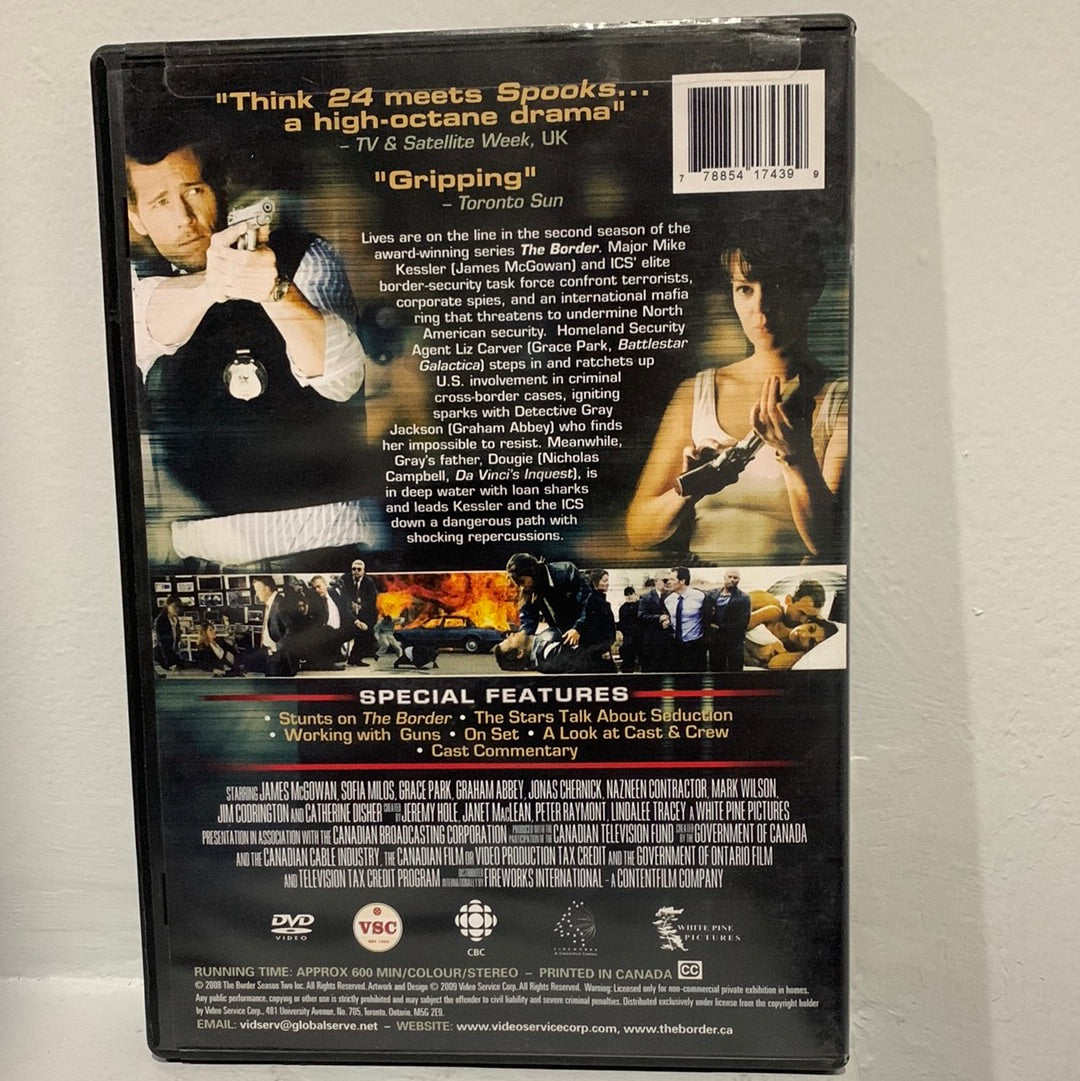 "Think 24 meets Spooks...
a high-octane drama"
– TV & Satellite Week, UK
"Gripping"
– Toronto Sun
7 78854 17439 9
Lives are on the line in the second season of the
award-winning series The Border. Major Mike
Kessler (James McGowan) and ICS' elite
border-security task force confront terrorists,
corporate spies, and an international mafia
ring that threatens to undermine North
American security. Homeland Security
Agent Liz Carver (Grace Park, Battlestar
Galactica) steps in and ratchets up
U.S. involvement in criminal
cross-border cases, igniting
sparks with Detective Gray
Jackson (Graham Abbey) who finds
her impossible to resist. Meanwhile,
Gray's father, Dougie (Nicholas
Campbell, Da Vinci's Inquest), is
in deep water with loan sharks
and leads Kessler and the ICS
down a dangerous path with
shocking repercussions.
SPECIAL FEATURES
• Stunts on The Border • The Stars Talk About Seduction
• Working with Guns • On Set • A Look at Cast & Crew
• Cast Commentary
STARRING JAMES McGOWAN, SOFIA MILOS, GRACE PARK, GRAHAM ABBEY, JONAS CHERNICK, NAZNEEN CONTRACTOR, MARK WILSON,
JIM CODRINGTON AND CATHERINE DISHER CREATED BY JEREMY HOLE, JANET MacLEAN, PETER RAYMONT, LINDALEE TRACEY A WHITE PINE PICTURES
PRESENTATION IN ASSOCIATION WITH THE CANADIAN BROADCASTING CORPORATION PRODUCED WITH THE PARTICIPATION OF THE CANADIAN TELEVISION FUND CREATED BY THE GOVERNMENT OF CANADA
AND THE CANADIAN CABLE INDUSTRY, THE CANADIAN FILM OR VIDEO PRODUCTION TAX CREDIT AND THE GOVERNMENT OF ONTARIO FILM
AND TELEVISION TAX CREDIT PROGRAM DISTRIBUTED INTERNATIONALLY BY FIREWORKS INTERNATIONAL – A CONTENTFILM COMPANY
DVD
VIDEO
VSC
CBC
WHITE PINE
PICTURES
RUNNING TIME: APPROX 600 MIN/COLOUR/STEREO – PRINTED IN CANADA CC
© 2008 The Border Season Two Inc. All Rights Reserved. Artwork and Design © 2009 Video Service Corp. All Rights Reserved. Warning: Licensed only for non-commercial private exhibition in homes.
Any public performance, copying or other use is strictly prohibited and may subject the offender to civil liability and severe criminal penalties. Distributed exclusively under license from the copyright holder
by Video Service Corp., 481 University Avenue, No. 705, Toronto, Ontario, M5G 2E9.
EMAIL: vidserv@globalserve.net – WEBSITE: www.videoservicecorp.com, www.theborder.ca